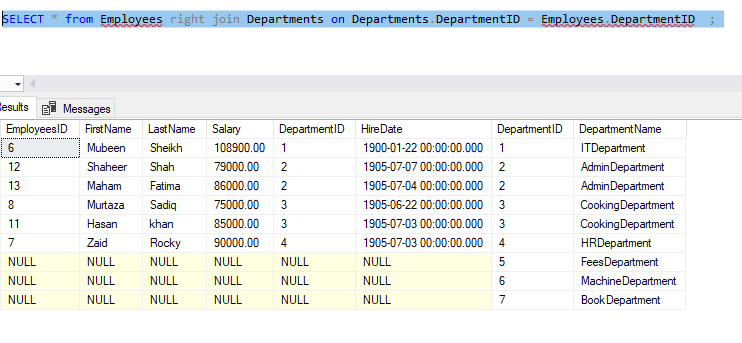 SELECT * from Employees right join Departments on Departments.DepartmentID = Employees.DepartmentID ;
esults Messages
EmployeesID FirstName LastName Salary DepartmentID HireDate DepartmentID DepartmentName
6 Mubeen Sheikh 108900.00 1 1900-01-22 00:00:00.000 1 ITDepartment
12 Shaheer Shah 79000.00 2 1905-07-07 00:00:00.000 2 AdminDepartment
13 Maham Fatima 86000.00 2 1905-07-04 00:00:00.000 2 AdminDepartment
8 Murtaza Sadiq 75000.00 3 1905-06-22 00:00:00.000 3 CookingDepartment
11 Hasan khan 85000.00 3 1905-07-03 00:00:00.000 3 CookingDepartment
7 Zaid Rocky 90000.00 4 1905-07-03 00:00:00.000 4 HRDepartment
NULL NULL NULL NULL NULL NULL 5 FeesDepartment
NULL NULL NULL NULL NULL NULL 6 MachineDepartment
NULL NULL NULL NULL NULL NULL 7 BookDepartment